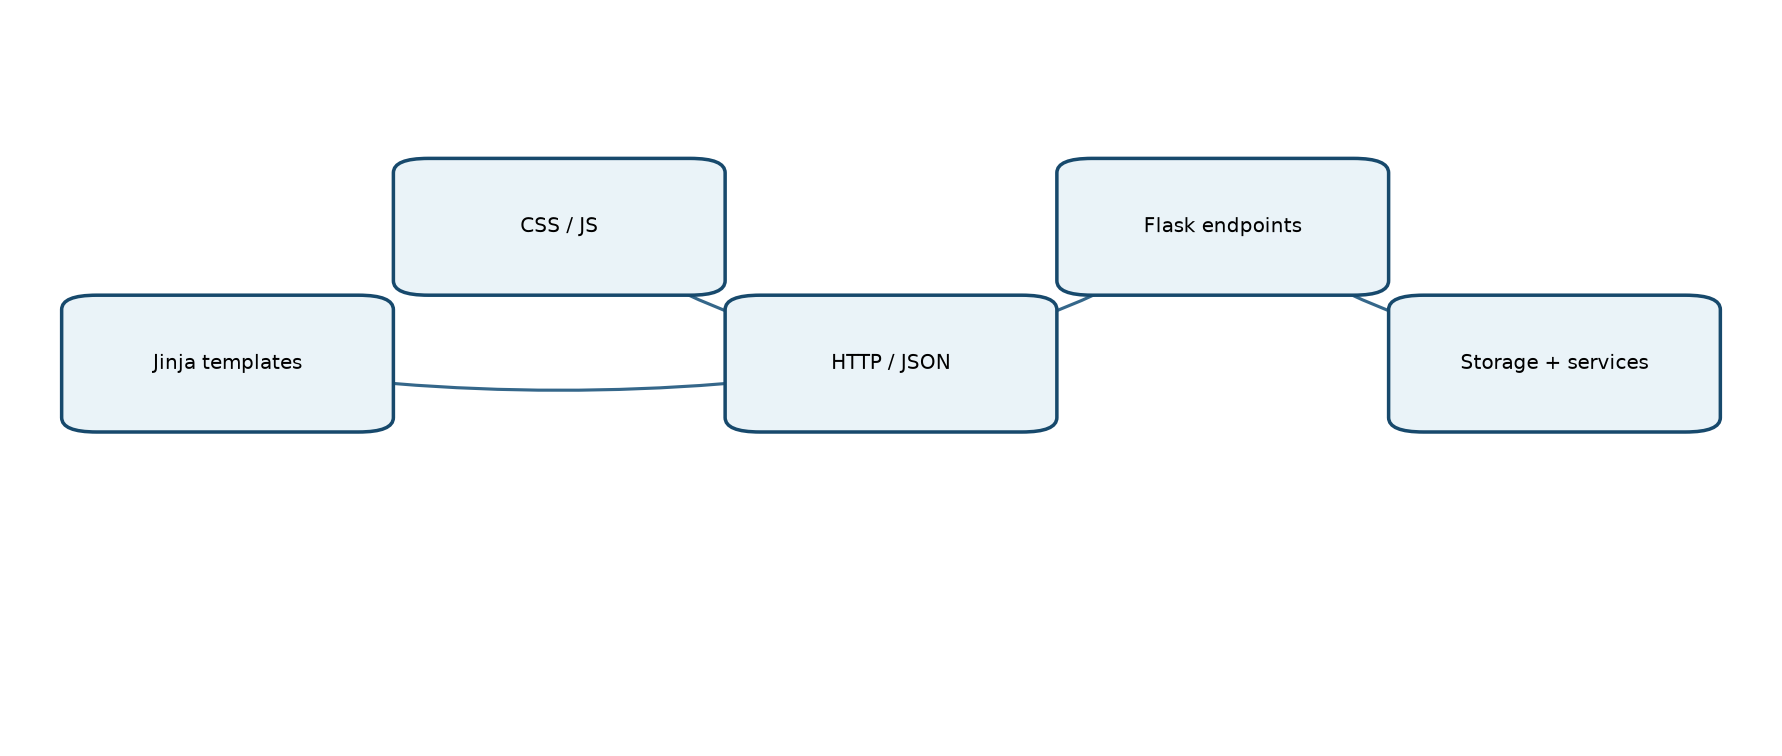 CSS / JS
Flask endpoints
Jinja templates
HTTP / JSON
Storage + services